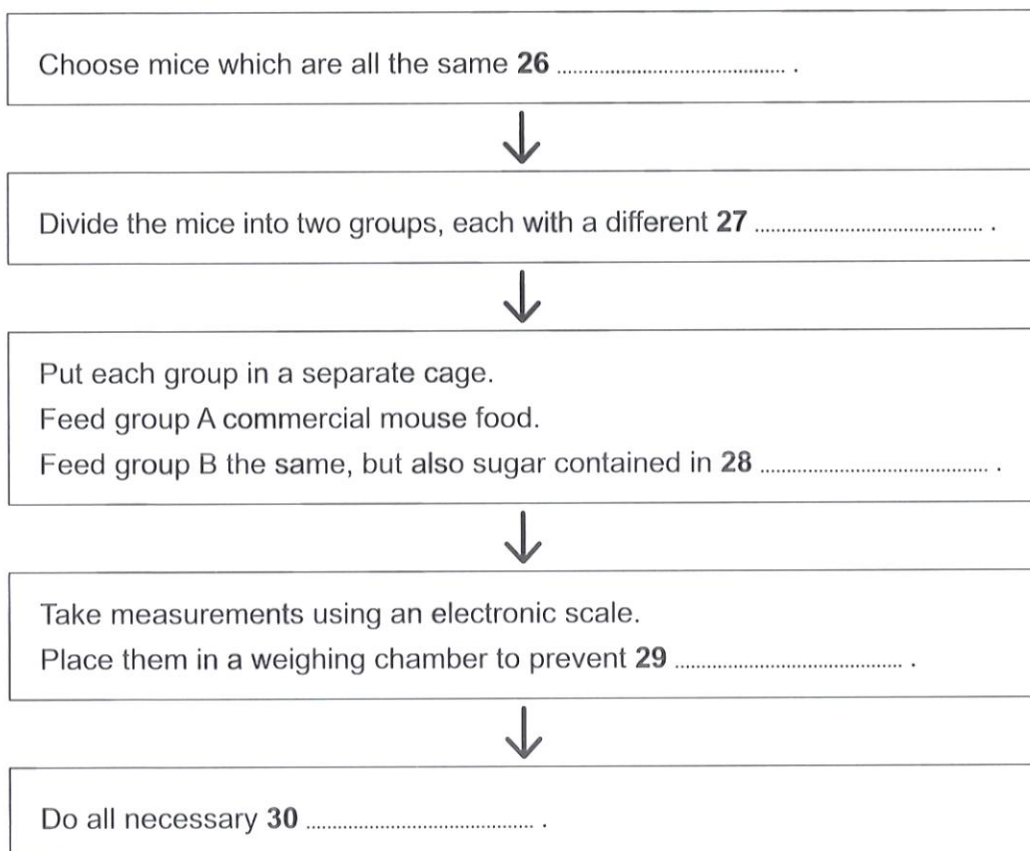 Choose mice which are all the same 26 ............................................ .
Divide the mice into two groups, each with a different 27 ............................................ .
Put each group in a separate cage.
Feed group A commercial mouse food.
Feed group B the same, but also sugar contained in 28 ............................................ .
Take measurements using an electronic scale.
Place them in a weighing chamber to prevent 29 ............................................ .
Do all necessary 30 ............................................ .